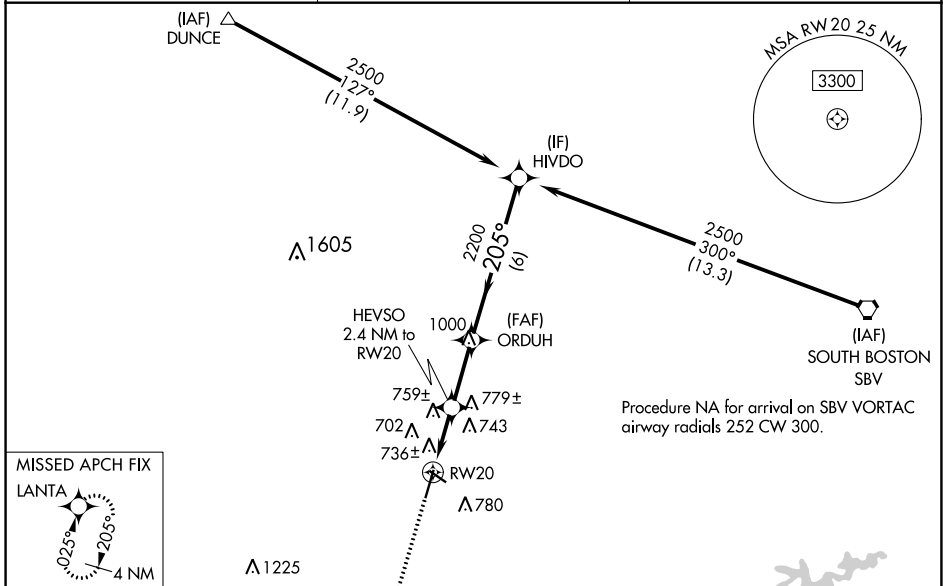 (IAF)
DUNCE
2500
127°
(11.9)
MSA RW20 25 NM
3300
(IF)
HIVDO
2500
300°
(13.3)
2200
205°
(6)
1605
(IAF)
SOUTH BOSTON
SBV
HEVSO
2.4 NM to
RW20
1000
(FAF)
ORDUH
Procedure NA for arrival on SBV VORTAC
airway radials 252 CW 300.
759±
779±
702
743
736±
RW20
780
MISSED APCH FIX
LANTA
025°
205°
4 NM
1225